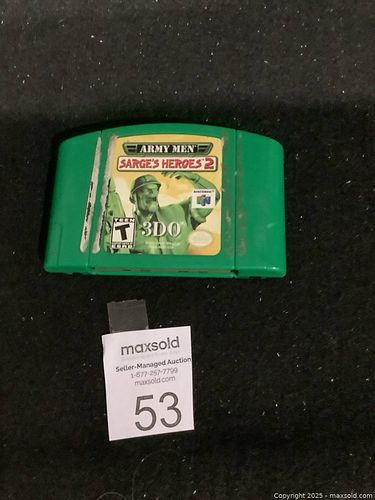 ARMY MEN
SARGE'S HEROES 2
NINTENDO 64
TEEN
T
ESRB
3DO
maxsold
Seller-Managed Auction
1-877-257-7799
maxsold.com
53
Copyright 2025 - maxsold.com